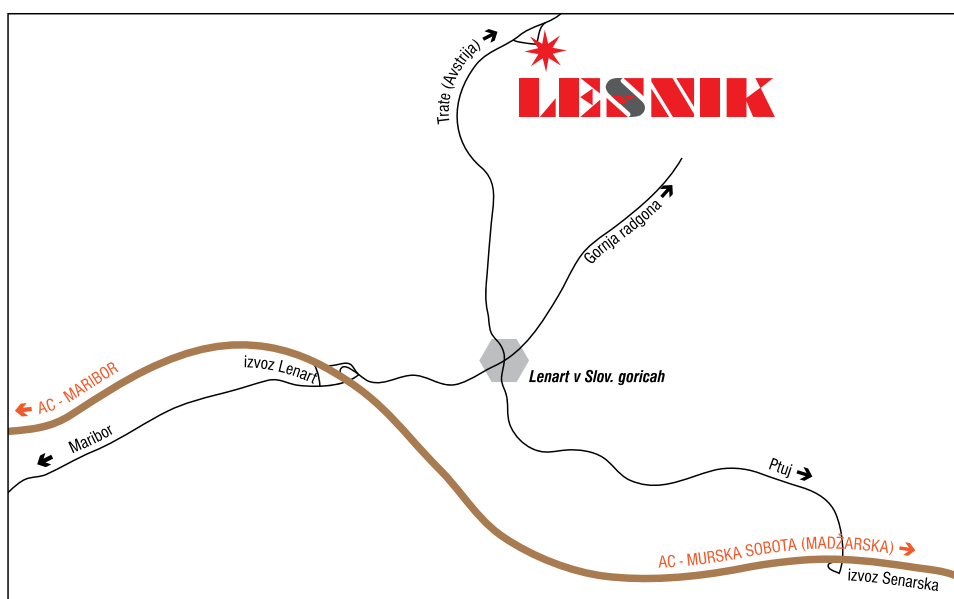 Trate (Avstrija)
LESNIK
Gornja radgona
izvoz Lenart
Lenart v Slov. goricah
AC - MARIBOR
Maribor
Ptuj
AC - MURSKA SOBOTA (MADŽARSKA)
izvoz Senarska